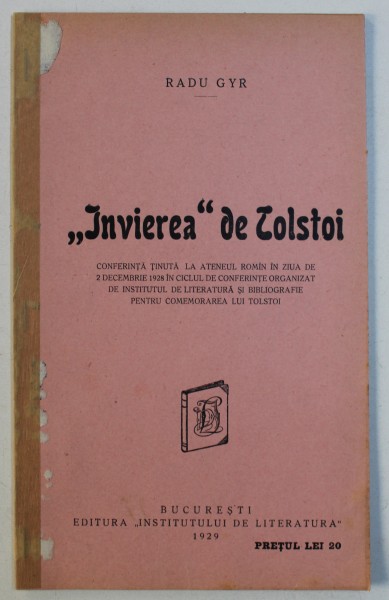 RADU GYR
„Invierea“ de Tolstoi
CONFERINȚĂ ȚINUTĂ LA ATENEUL ROMÎN ÎN ZIUA DE
2 DECEMBRIE 1928 ÎN CICLUL DE CONFERINȚE ORGANIZAT
DE INSTITUTUL DE LITERATURĂ ȘI BIBLIOGRAFIE
PENTRU COMEMORAREA LUI TOLSTOI
BUCUREȘTI
EDITURA „INSTITUTULUI DE LITERATURA“
1929
PREȚUL LEI 20